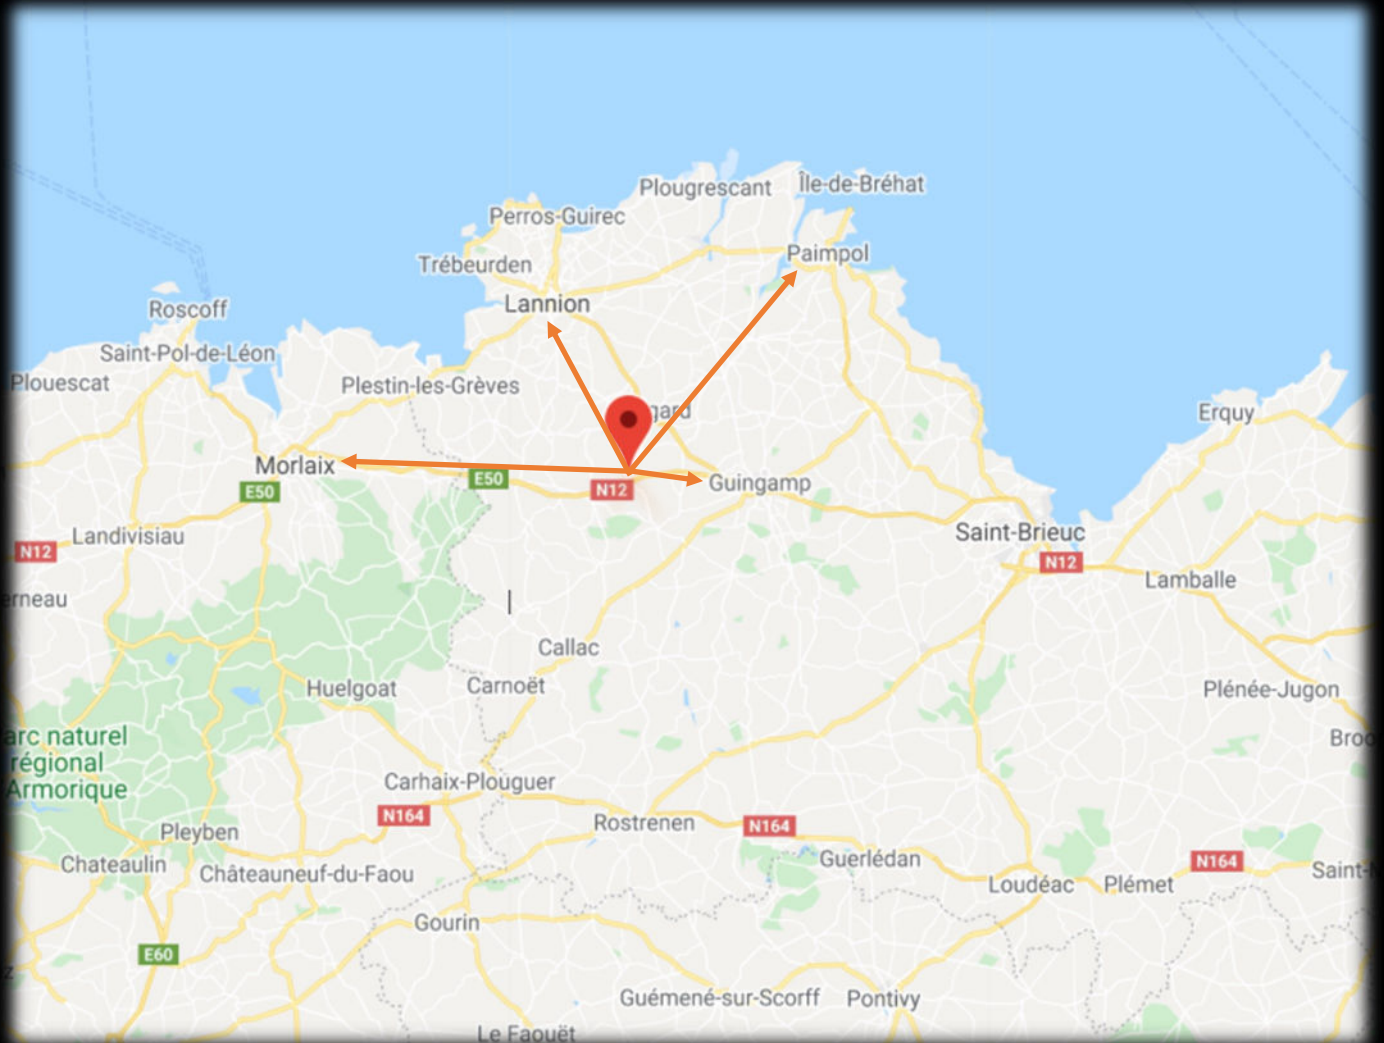 Plougrescant
Île-de-Bréhat
Perros-Guirec
Paimpol
Trébeurden
Lannion
Roscoff
Saint-Pol-de-Léon
Plouescat
Plestin-les-Grèves
gard
Erquy
Morlaix
E50
E50
N12
Guingamp
Landivisiau
N12
Saint-Brieuc
N12
Lamballe
erneau
Callac
Huelgoat
Carnoët
Plénée-Jugon
arc naturel
régional
Armorique
Broo
Carhaix-Plouguer
N164
Rostrenen
N164
Pleyben
Guerlédan
N164
Chateaulin
Châteauneuf-du-Faou
Loudéac
Plémet
Saint-
Gourin
E60
Guémené-sur-Scorff
Pontivy
Le Faouët